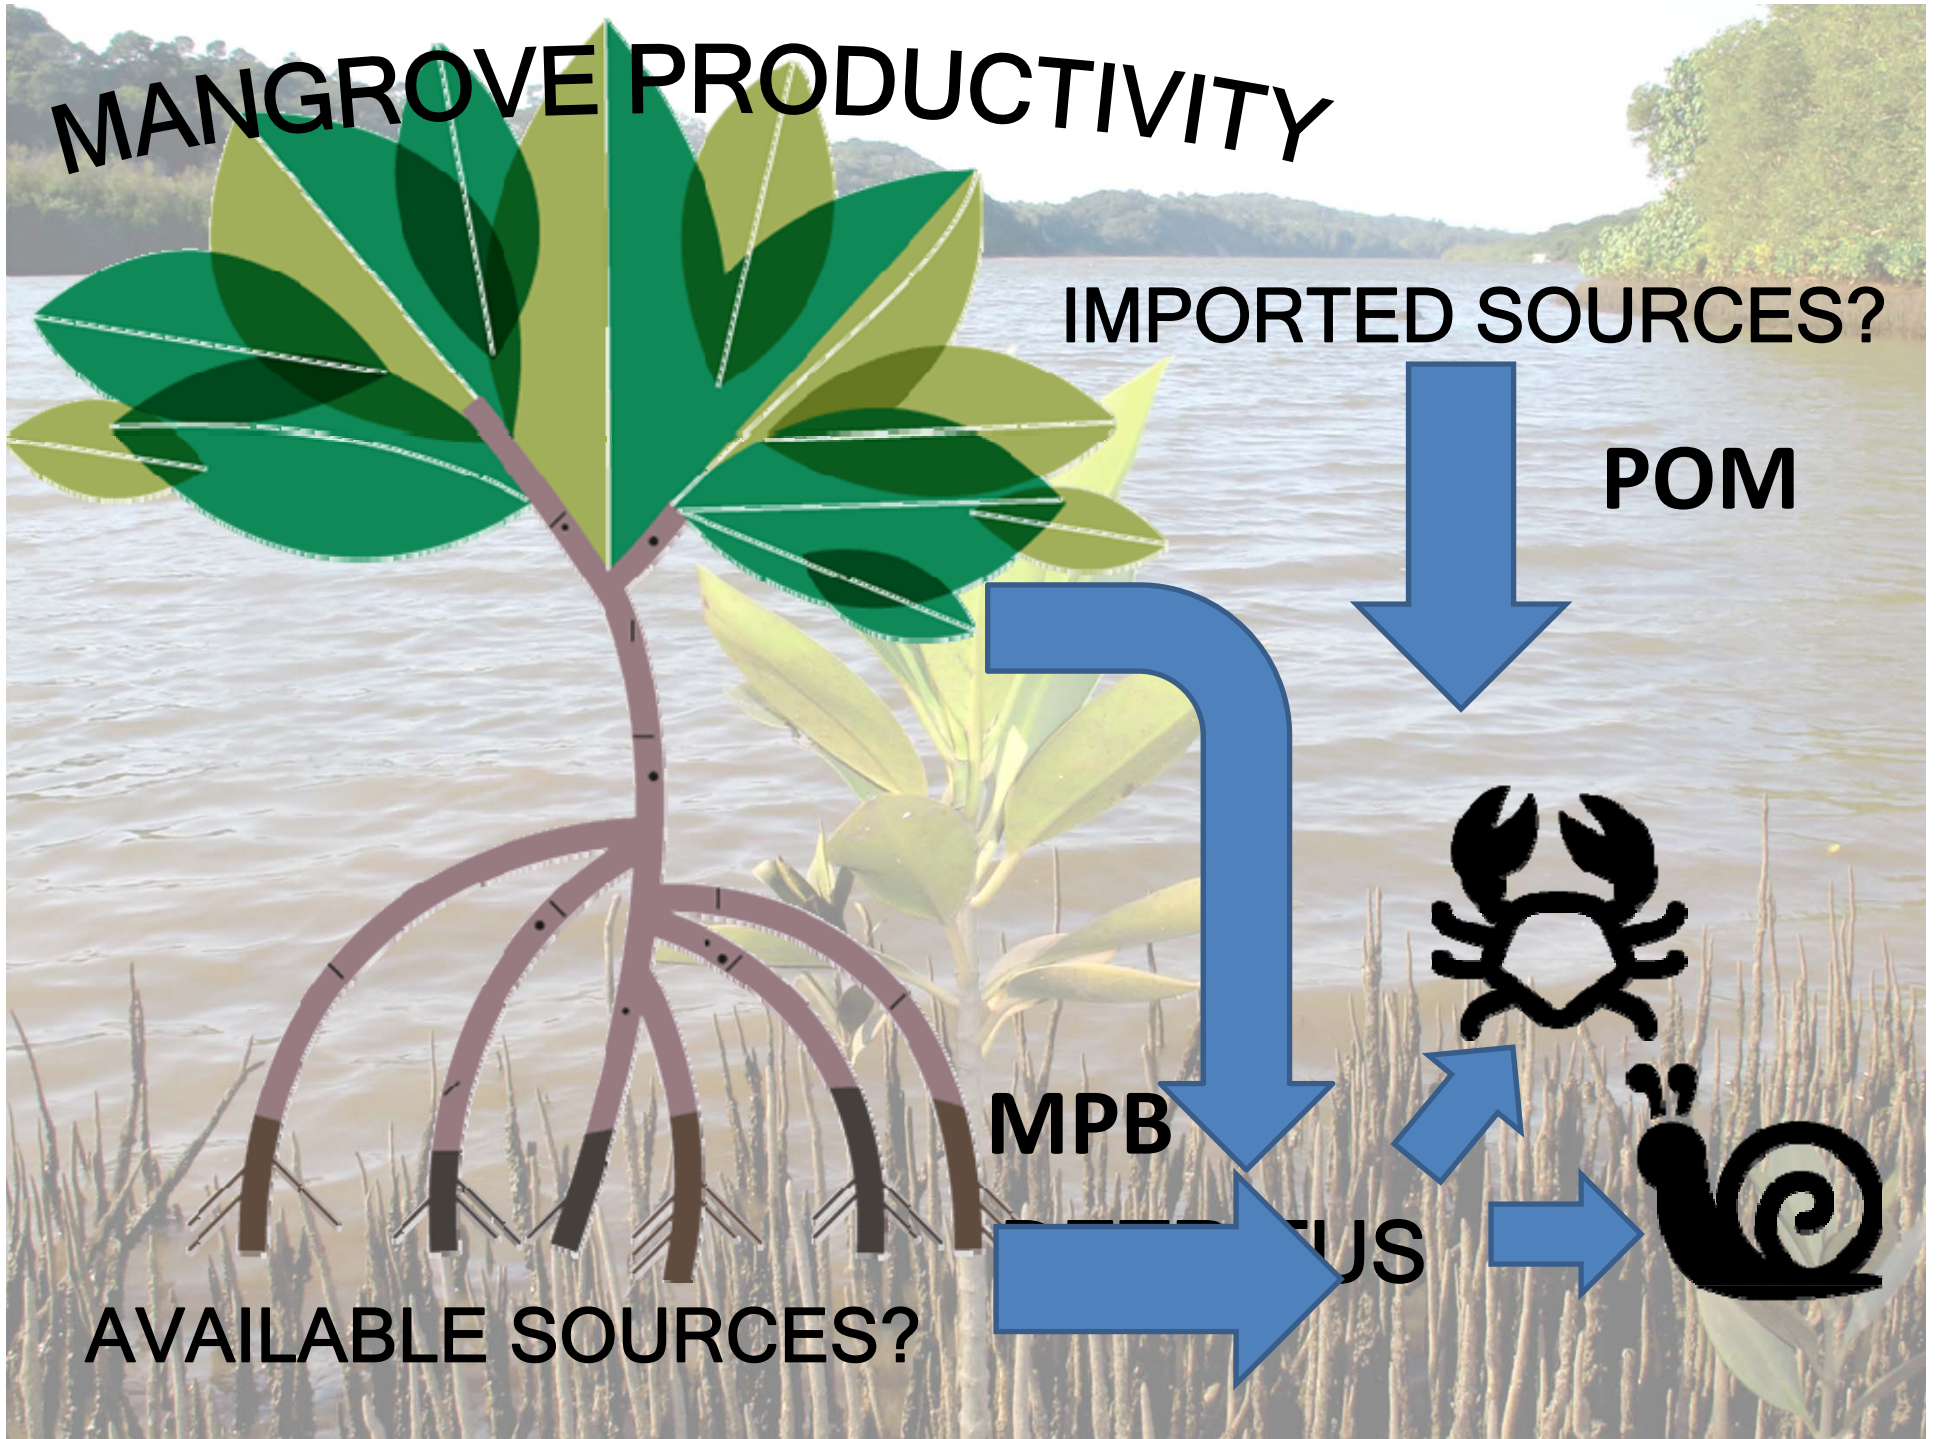 MANGROVE PRODUCTIVITY
IMPORTED SOURCES?
POM
MPB
AVAILABLE SOURCES?